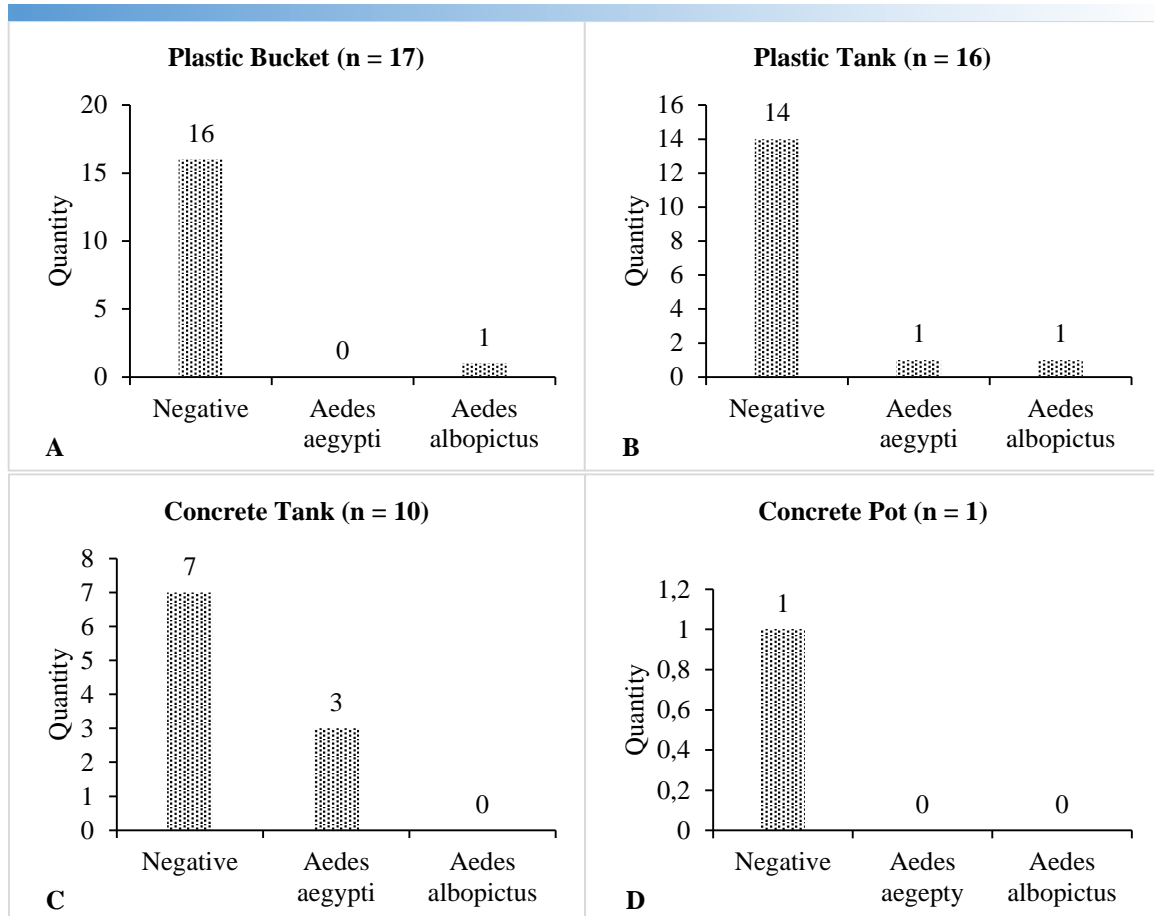 Plastic Bucket (n = 17)
20
15
10
5
0
Quantity
16
0
1
Negative
Aedes
aegypti
Aedes
albopictus
A
Plastic Tank (n = 16)
16
14
12
10
8
6
4
2
0
Quantity
14
1
1
Negative
Aedes
aegypti
Aedes
albopictus
B
Concrete Tank (n = 10)
8
7
6
5
4
3
2
1
0
Quantity
7
3
0
Negative
Aedes
aegypti
Aedes
albopictus
C
Concrete Pot (n = 1)
1,2
1
0,8
0,6
0,4
0,2
0
Quantity
1
0
0
Negative
Aedes
aegepty
Aedes
albopictus
D